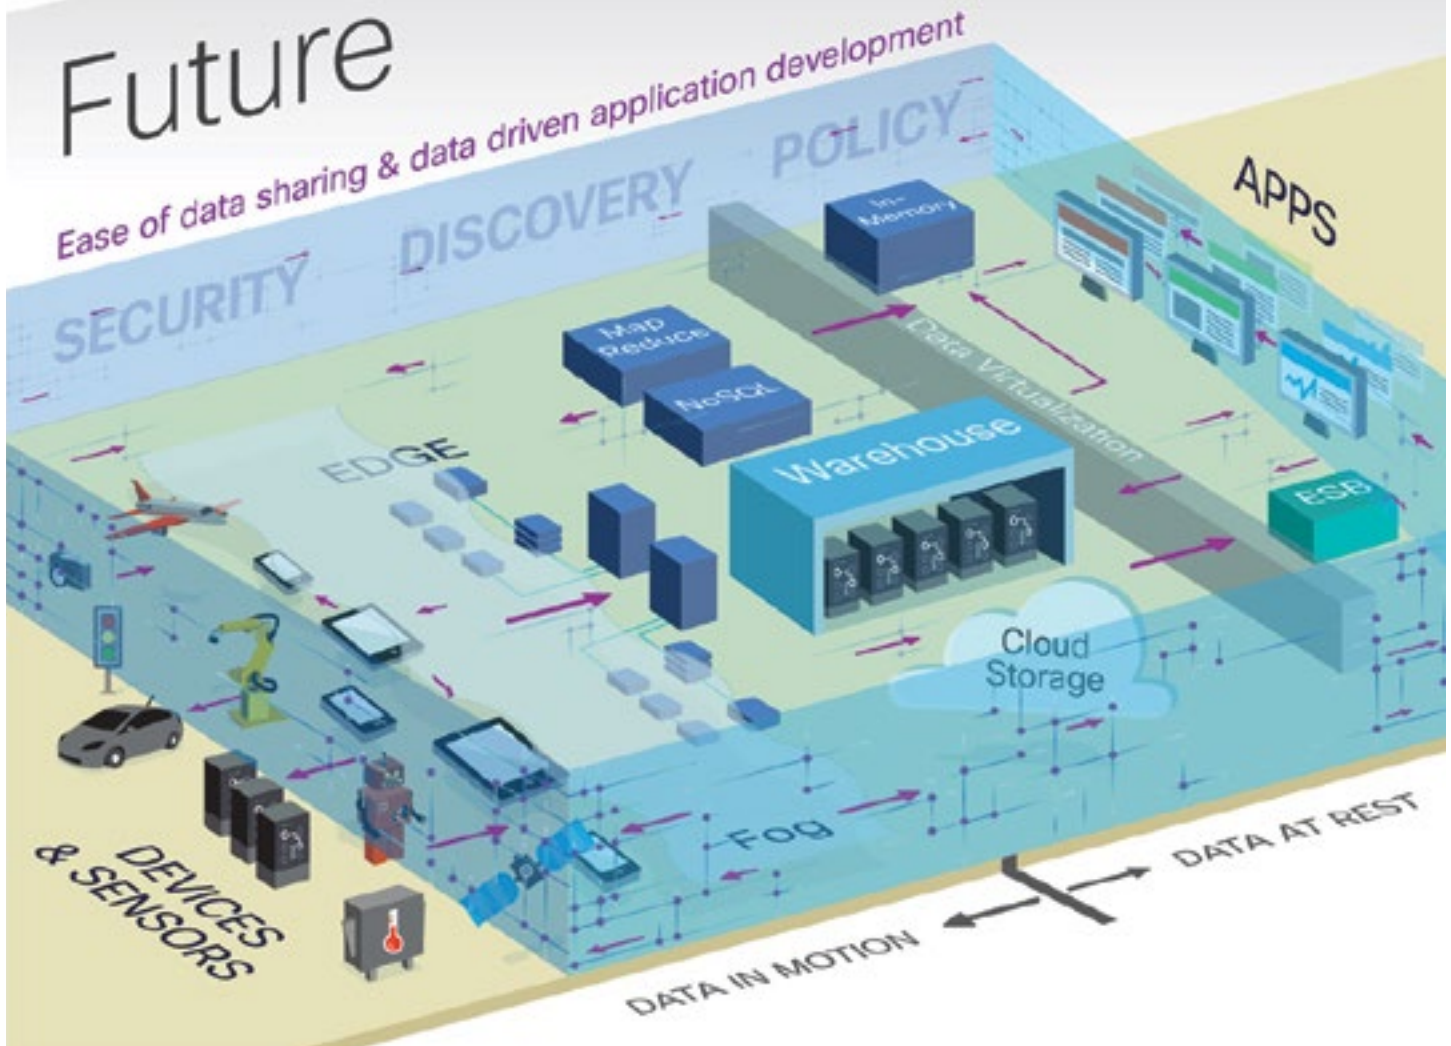 Future
Ease of data sharing & data driven application development
SECURITY
DISCOVERY
POLICY
APPS
In-
Memory
Map
Reduce
NoSQL
Data Virtualization
EDGE
Warehouse
ESB
Cloud
Storage
Fog
DEVICES
& SENSORS
DATA AT REST
DATA IN MOTION